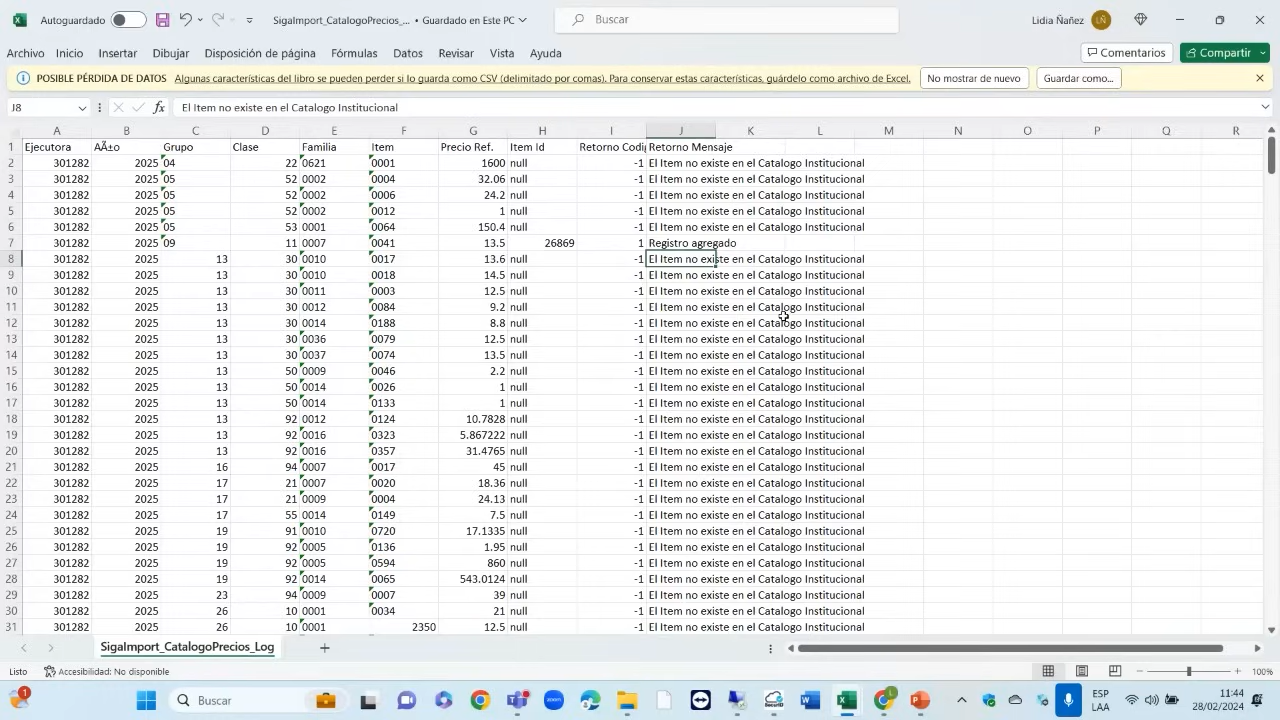 Autoguardado SigaImport_CatalogoPrecios_... • Guardado en Este PC Buscar Lidia Ñañez LÑ
Archivo Inicio Insertar Dibujar Disposición de página Fórmulas Datos Revisar Vista Ayuda Comentarios Compartir
POSIBLE PÉRDIDA DE DATOS Algunas características del libro se pueden perder si lo guarda como CSV (delimitado por comas). Para conservar estas características, guárdelo como archivo de Excel. No mostrar de nuevo Guardar como...
J8 fx El Item no existe en el Catalogo Institucional
A B C D E F G H I J K L M N O P Q R
1 Ejecutora AÃ±o Grupo Clase Familia Item Precio Ref. Item Id Retorno Codi Retorno Mensaje
2 301282 2025 04 22 0621 0001 1600 null -1 El Item no existe en el Catalogo Institucional
3 301282 2025 05 52 0002 0004 32.06 null -1 El Item no existe en el Catalogo Institucional
4 301282 2025 05 52 0002 0006 24.2 null -1 El Item no existe en el Catalogo Institucional
5 301282 2025 05 52 0002 0012 1 null -1 El Item no existe en el Catalogo Institucional
6 301282 2025 05 53 0001 0064 150.4 null -1 El Item no existe en el Catalogo Institucional
7 301282 2025 09 11 0007 0041 13.5 26869 1 Registro agregado
8 301282 2025 13 30 0010 0017 13.6 null -1 El Item no existe en el Catalogo Institucional
9 301282 2025 13 30 0010 0018 14.5 null -1 El Item no existe en el Catalogo Institucional
10 301282 2025 13 30 0011 0003 12.5 null -1 El Item no existe en el Catalogo Institucional
11 301282 2025 13 30 0012 0084 9.2 null -1 El Item no existe en el Catalogo Institucional
12 301282 2025 13 30 0014 0188 8.8 null -1 El Item no existe en el Catalogo Institucional
13 301282 2025 13 30 0036 0079 12.5 null -1 El Item no existe en el Catalogo Institucional
14 301282 2025 13 30 0037 0074 13.5 null -1 El Item no existe en el Catalogo Institucional
15 301282 2025 13 50 0009 0046 2.2 null -1 El Item no existe en el Catalogo Institucional
16 301282 2025 13 50 0014 0026 1 null -1 El Item no existe en el Catalogo Institucional
17 301282 2025 13 50 0014 0133 1 null -1 El Item no existe en el Catalogo Institucional
18 301282 2025 13 92 0012 0124 10.7828 null -1 El Item no existe en el Catalogo Institucional
19 301282 2025 13 92 0016 0323 5.867222 null -1 El Item no existe en el Catalogo Institucional
20 301282 2025 13 92 0016 0357 31.4765 null -1 El Item no existe en el Catalogo Institucional
21 301282 2025 16 94 0007 0017 45 null -1 El Item no existe en el Catalogo Institucional
22 301282 2025 17 21 0007 0020 18.36 null -1 El Item no existe en el Catalogo Institucional
23 301282 2025 17 21 0009 0004 24.13 null -1 El Item no existe en el Catalogo Institucional
24 301282 2025 17 55 0014 0149 7.5 null -1 El Item no existe en el Catalogo Institucional
25 301282 2025 19 91 0010 0720 17.1335 null -1 El Item no existe en el Catalogo Institucional
26 301282 2025 19 92 0005 0136 1.95 null -1 El Item no existe en el Catalogo Institucional
27 301282 2025 19 92 0005 0594 860 null -1 El Item no existe en el Catalogo Institucional
28 301282 2025 19 92 0014 0065 543.0124 null -1 El Item no existe en el Catalogo Institucional
29 301282 2025 23 94 0009 0007 39 null -1 El Item no existe en el Catalogo Institucional
30 301282 2025 26 10 0001 0034 21 null -1 El Item no existe en el Catalogo Institucional
31 301282 2025 26 10 0001 2350 12.5 null -1 El Item no existe en el Catalogo Institucional
SigaImport_CatalogoPrecios_Log
Listo Accesibilidad: No disponible 100%
1 Buscar zoom ESP 11:44
LAA 28/02/2024